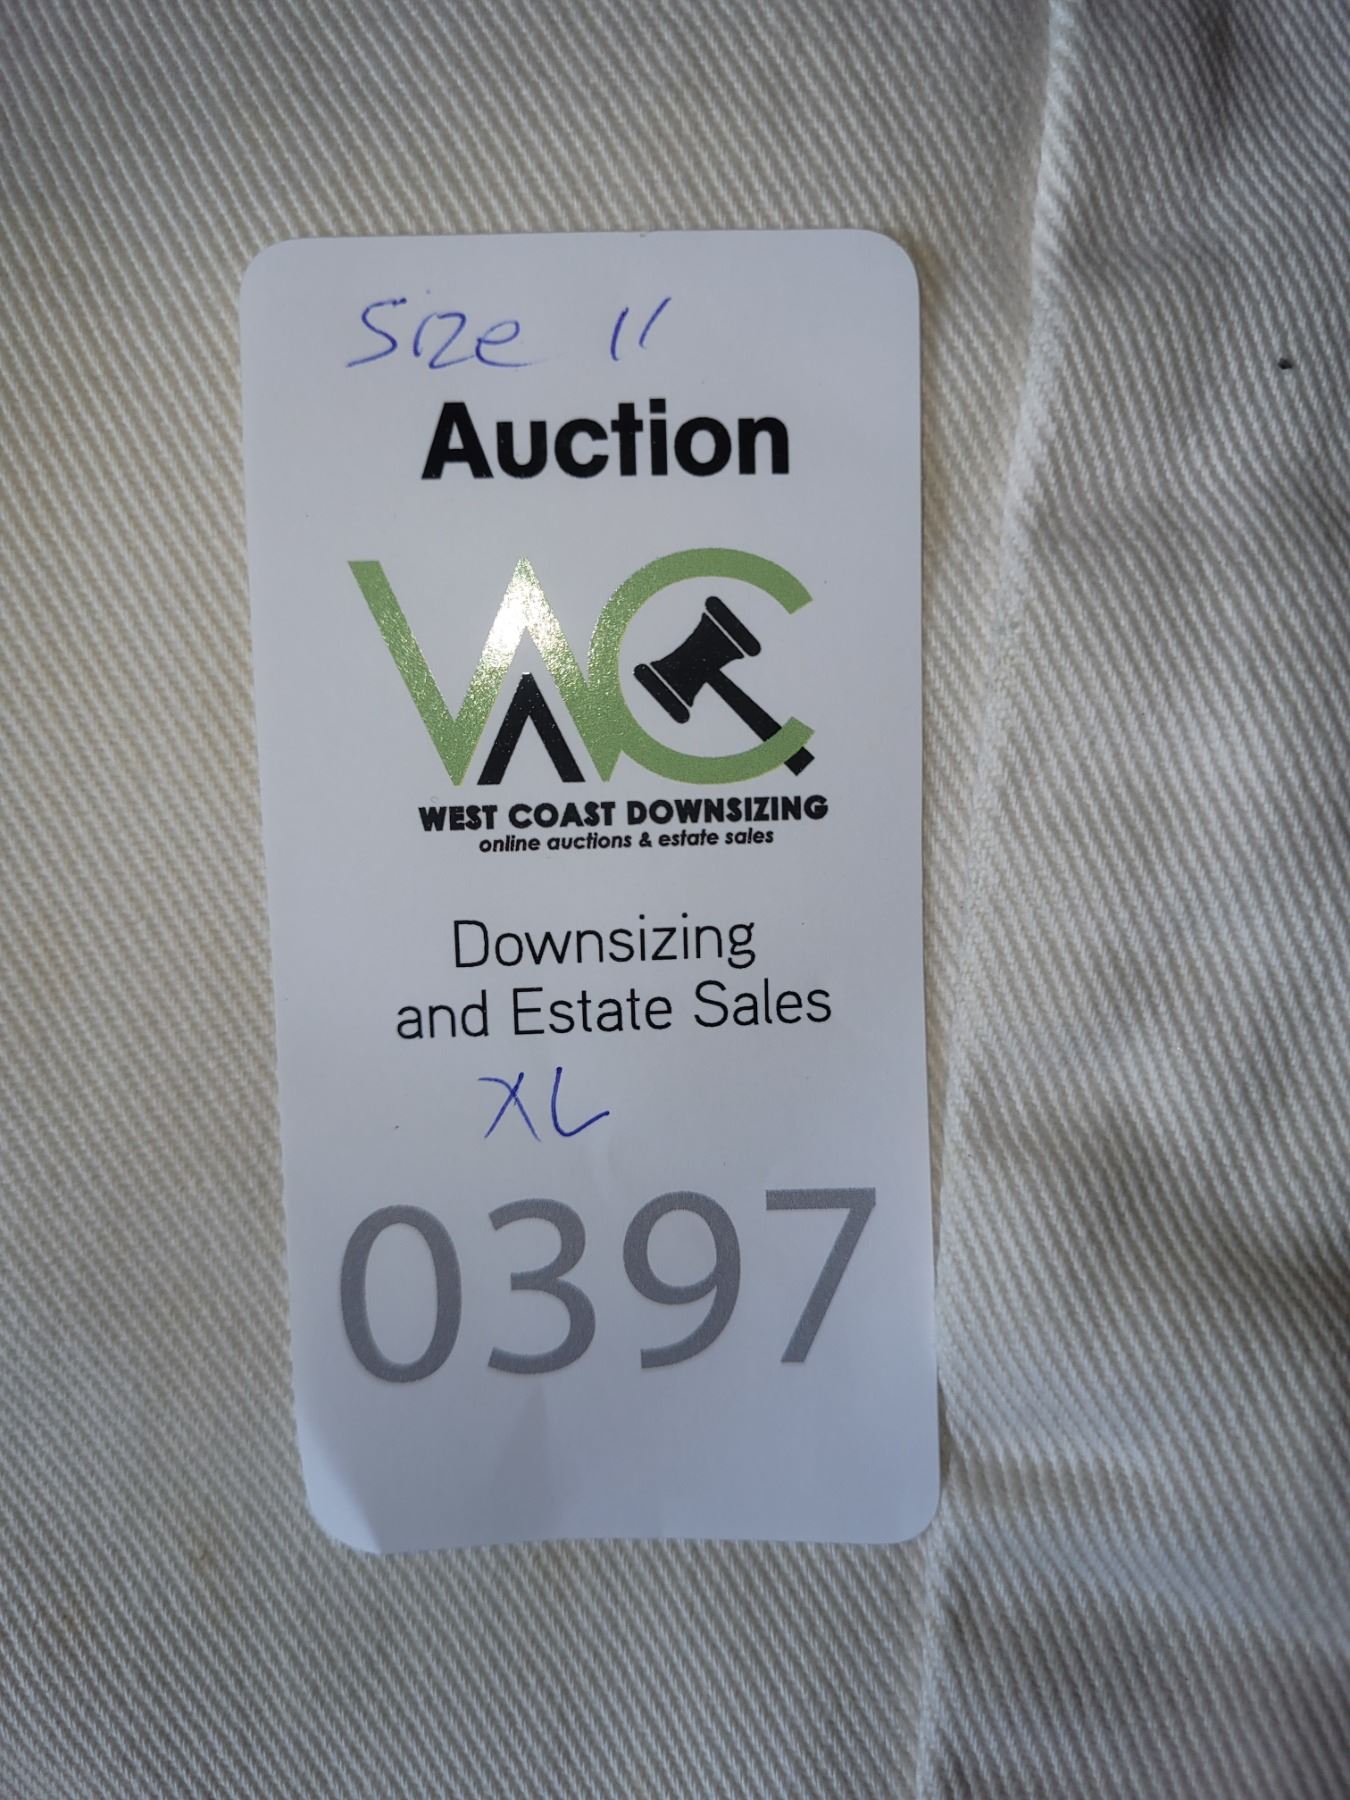 Size 11
Auction
WC
WEST COAST DOWNSIZING
online auctions & estate sales
Downsizing
and Estate Sales
XL
0397